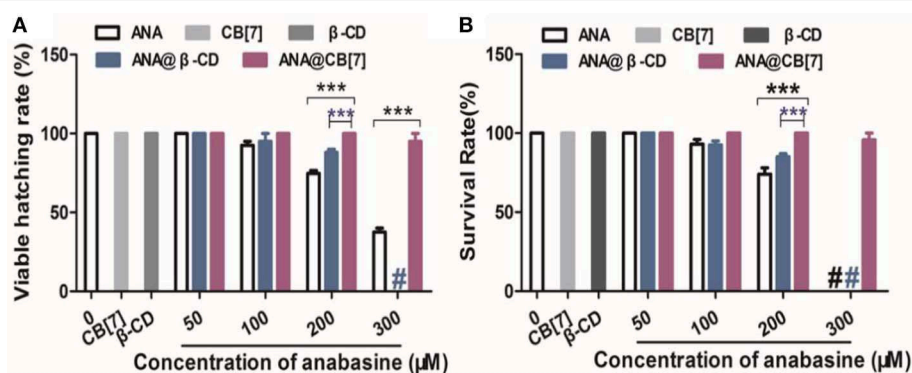 A
ANA CB[7] β-CD
ANA@β-CD ANA@CB[7]
Viable hatching rate (%)
150
100
50
0
*** *** ***
#
0 CB[7] β-CD 50 100 200 300
Concentration of anabasine (μM)
B
ANA CB[7] β-CD
ANA@β-CD ANA@CB[7]
Survival Rate(%)
150
100
50
0
***
***
# #
0 CB[7] β-CD 50 100 200 300
Concentration of anabasine (μM)